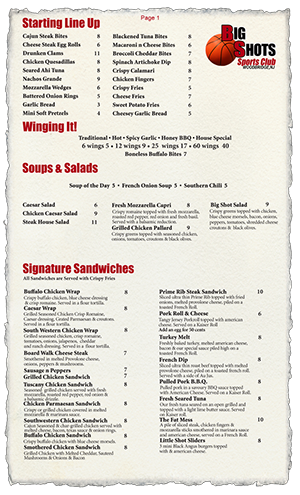 Page 1
Starting Line Up
BIG SHOTS
Sports Club
WOODBRIDGE, NJ
Cajun Steak Bites 8
Cheese Steak Egg Rolls 6
Drunken Clams 11
Chicken Quesadillas 8
Seared Ahi Tuna 8
Nachos Grande 9
Mozzarella Wedges 6
Battered Onion Rings 5
Garlic Bread 3
Mini Soft Pretzels 4
Blackened Tuna Bites 8
Macaroni n Cheese Bites 6
Broccoli Cheddar Bites 7
Spinach Artichoke Dip 8
Crispy Calamari 8
Chicken Fingers 7
Crispy Fries 5
Cheese Fries 7
Sweet Potato Fries 6
Cheesy Garlic Bread 5
Winging It!
Traditional • Hot • Spicy Garlic • Honey BBQ • House Special
6 wings 5 • 12 wings 9 • 25 wings 17 • 60 wings 40
Boneless Buffalo Bites 7
Soups & Salads
Soup of the Day 5 • French Onion Soup 5 • Southern Chili 5
Caesar Salad 6
Chicken Caesar Salad 9
Steak House Salad 11
Fresh Mozzarella Capri 8
Crispy romaine topped with fresh mozzarella,
roasted red pepper, red onion and fresh basil.
Served with a balsamic reduction.
Grilled Chicken Pallard 9
Crispy greens topped with seasoned chicken,
onions, tomatoes, croutons & black olives.
Big Shot Salad 9
Crispy greens topped with chicken,
blue cheese morsels, bacon, onions,
peppers, tomatoes, shredded cheese
croutons & black olives.
Signature Sandwiches
All Sandwiches are Served with Crispy Fries
Buffalo Chicken Wrap 8
Crispy buffalo chicken, blue cheese dressing
& crisp romaine. Served in a flour tortilla.
Caesar Wrap 8
Grilled Seasoned Chicken Crisp Romaine,
Caesar dressing, Grated Parmesan & croutons.
Served in a flour tortilla.
South Western Chicken Wrap 8
Grilled seasoned chicken, crisp romaine,
tomatoes, onions, jalapenos, cheddar
and ranch dressing. Served in a flour tortilla.
Board Walk Cheese Steak 7
Smothered in melted Provolone cheese,
onions, peppers & mushrooms.
Sausage n Peppers 7
Grilled Chicken Sandwich 7
Tuscany Chicken Sandwich 8
Seasoned grilled chicken served with fresh
mozzarella, roasted red pepper, red onion &
a balsamic drizzle.
Chicken Parmesan Sandwich 8
Crispy or grilled chicken covered in melted
mozzarella & marinara sauce.
Southwestern Chicken Sandwich 8
Cajun Seasoned & char grilled chicken served with
melted cheese, bacon, texas sauce & onion rings.
Buffalo Chicken Sandwich 8
Crispy buffalo chicken with blue cheese morsels.
Smothered Chicken Sandwich 8
Grilled Chicken with Melted Cheddar, Sauteed
Mushrooms & Onions & Bacon
Prime Rib Steak Sandwich 10
Sliced ultra thin Prime Rib topped with fried
onions, melted provolone cheese, piled on a
toasted French Roll.
Pork Roll & Cheese 6
Tangy Jersey Porkroll topped with american
cheese. Served on a Kaiser Roll
Add an egg for 50 cents
Turkey Melt 8
Freshly baked turkey, melted american cheese,
bacon & our special sauce piled high on a
toasted French Roll.
French Dip 8
Sliced ultra thin roast beef topped with melted
provolone cheese, piled on a toasted french roll.
Served with a side of Au Jus.
Pulled Pork B.B.Q. 8
Pulled pork in a savoury BBQ sauce topped
with American Cheese. Served on a Kaiser Roll.
Fresh Seared Tuna 8
Our fresh tuna seared on an open grill and
topped with a light lime butter sauce. Served
on Kaiser roll.
The Fat Mess 10
A pile of sliced steak, chicken fingers &
mozzarella sticks smothered in marinara sauce
and american cheese, served on a French Roll.
Little Shot Sliders 8
3 mini Black Angus burgers topped
with & american cheese.